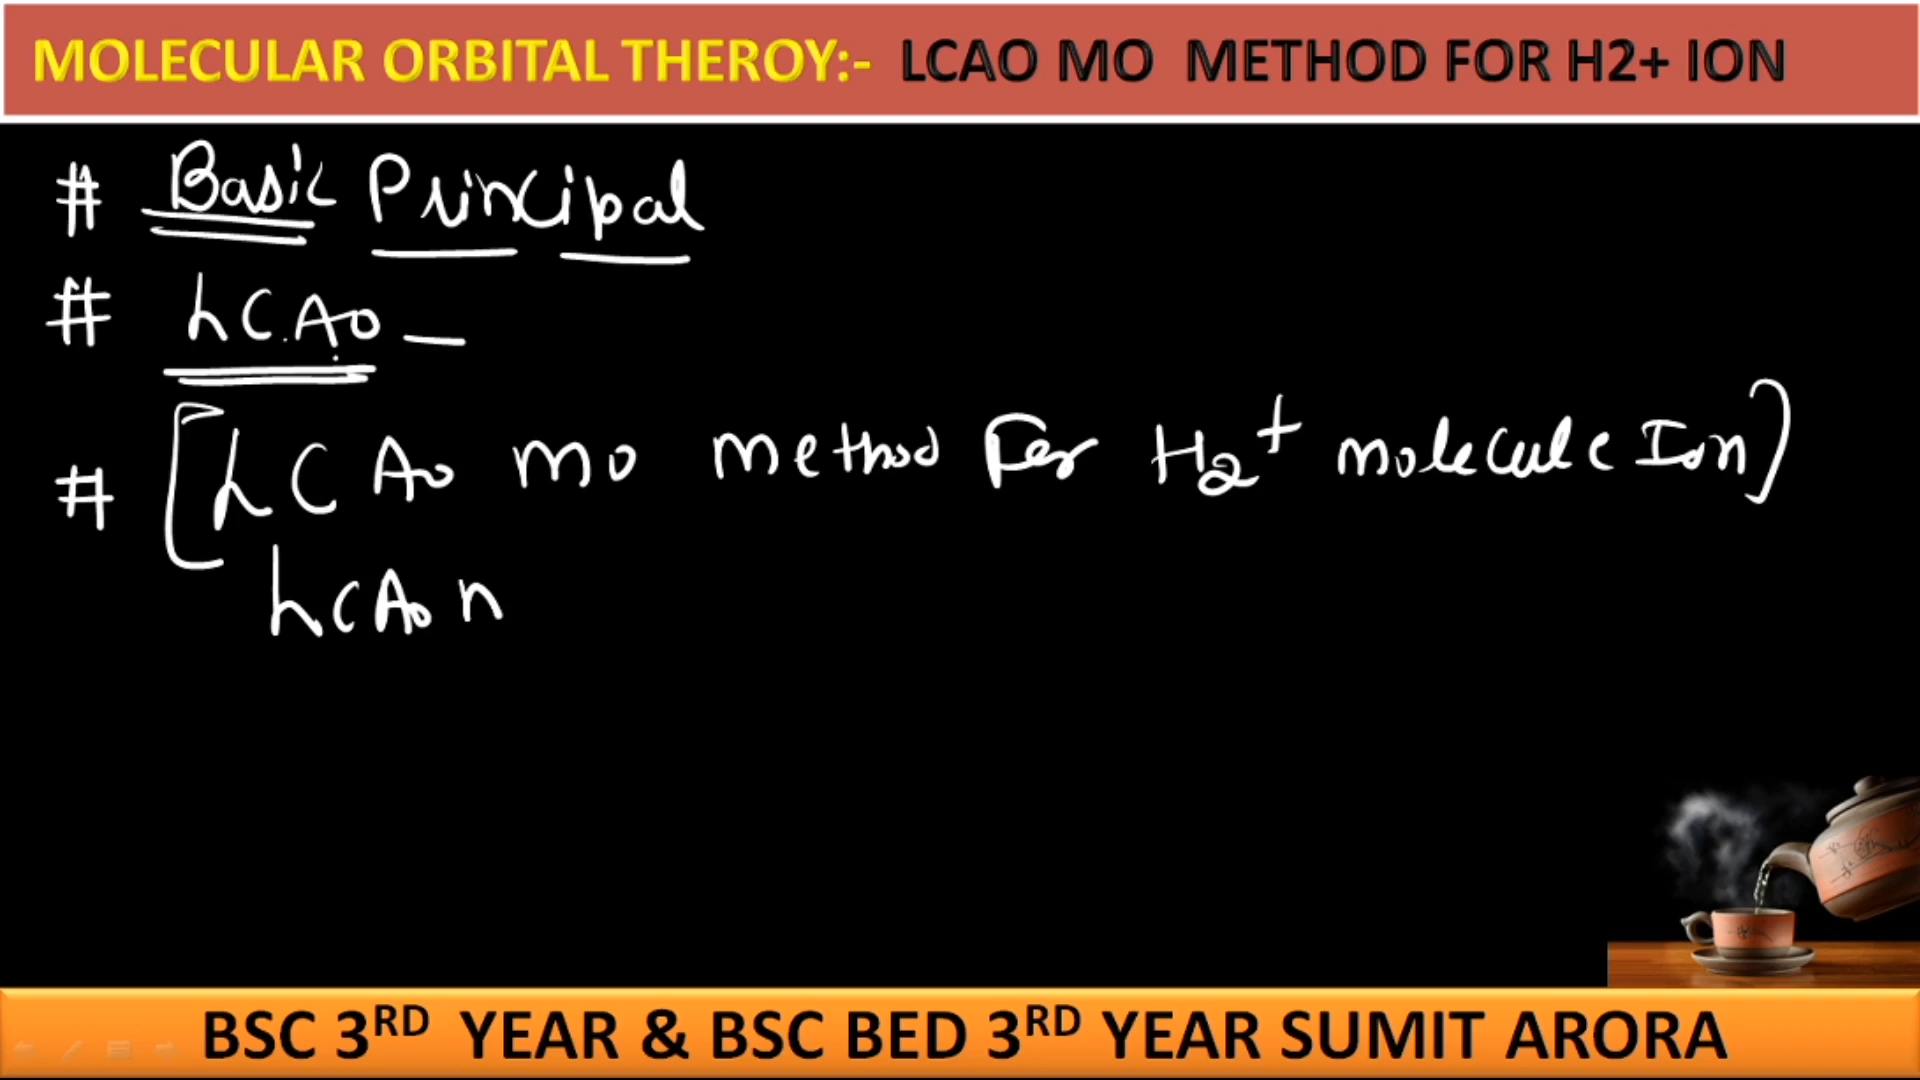 MOLECULAR ORBITAL THEROY:- LCAO MO METHOD FOR H2+ ION
# Basic Principal
# LCAO —
# [LCAO mo method For H₂⁺ molecule Ion]
LCAO n
BSC 3RD YEAR & BSC BED 3RD YEAR SUMIT ARORA